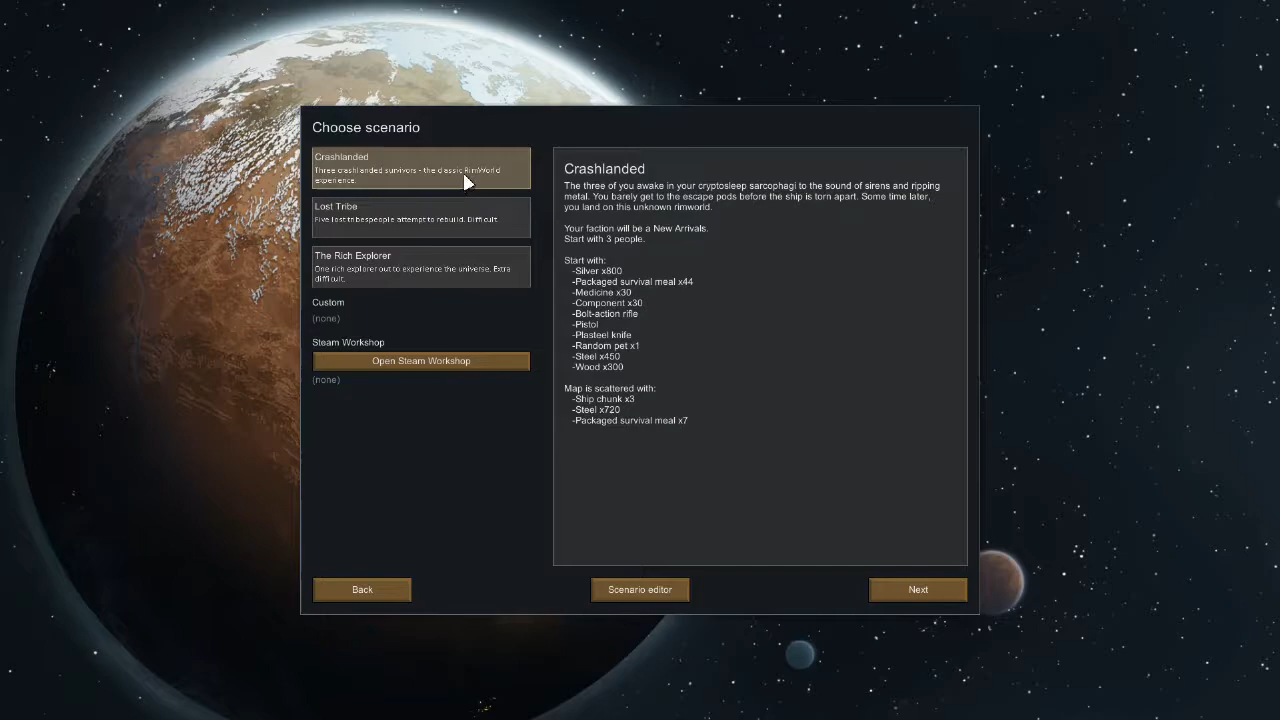 Choose scenario
Crashlanded
Three crashlanded survivors - the classic RimWorld
experience.
Lost Tribe
Five lost tribespeople attempt to rebuild. Difficult.
The Rich Explorer
One rich explorer out to experience the universe. Extra
difficult.
Custom
(none)
Steam Workshop
Open Steam Workshop
(none)
Crashlanded
The three of you awake in your cryptosleep sarcophagi to the sound of sirens and ripping
metal. You barely get to the escape pods before the ship is torn apart. Some time later,
you land on this unknown rimworld.
Your faction will be a New Arrivals.
Start with 3 people.
Start with:
-Silver x800
-Packaged survival meal x44
-Medicine x30
-Component x30
-Bolt-action rifle
-Pistol
-Plasteel knife
-Random pet x1
-Steel x450
-Wood x300
Map is scattered with:
-Ship chunk x3
-Steel x720
-Packaged survival meal x7
Back
Scenario editor
Next